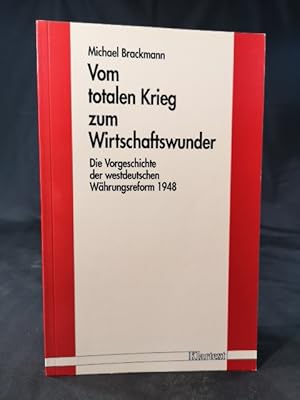 Michael Brackmann
Vom
totalen Krieg
zum
Wirtschaftswunder
Die Vorgeschichte
der westdeutschen
Währungsreform 1948
Klartext